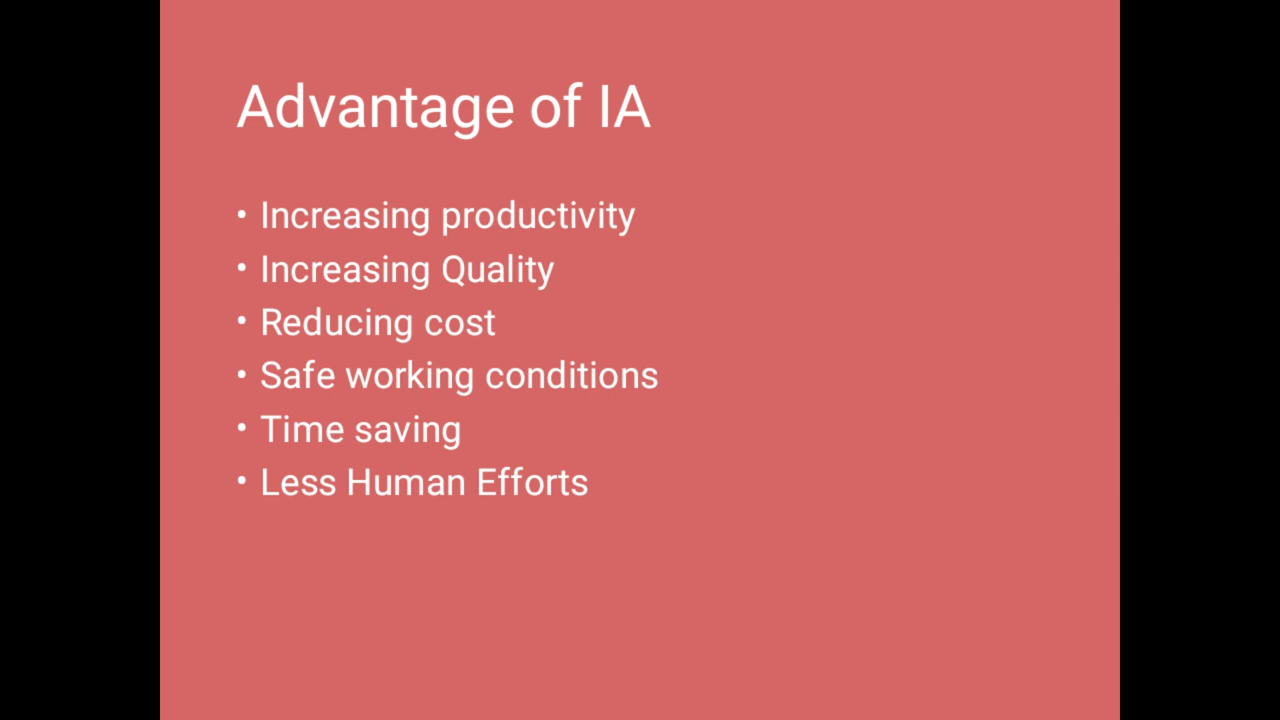 Advantage of IA
• Increasing productivity
• Increasing Quality
• Reducing cost
• Safe working conditions
• Time saving
• Less Human Efforts